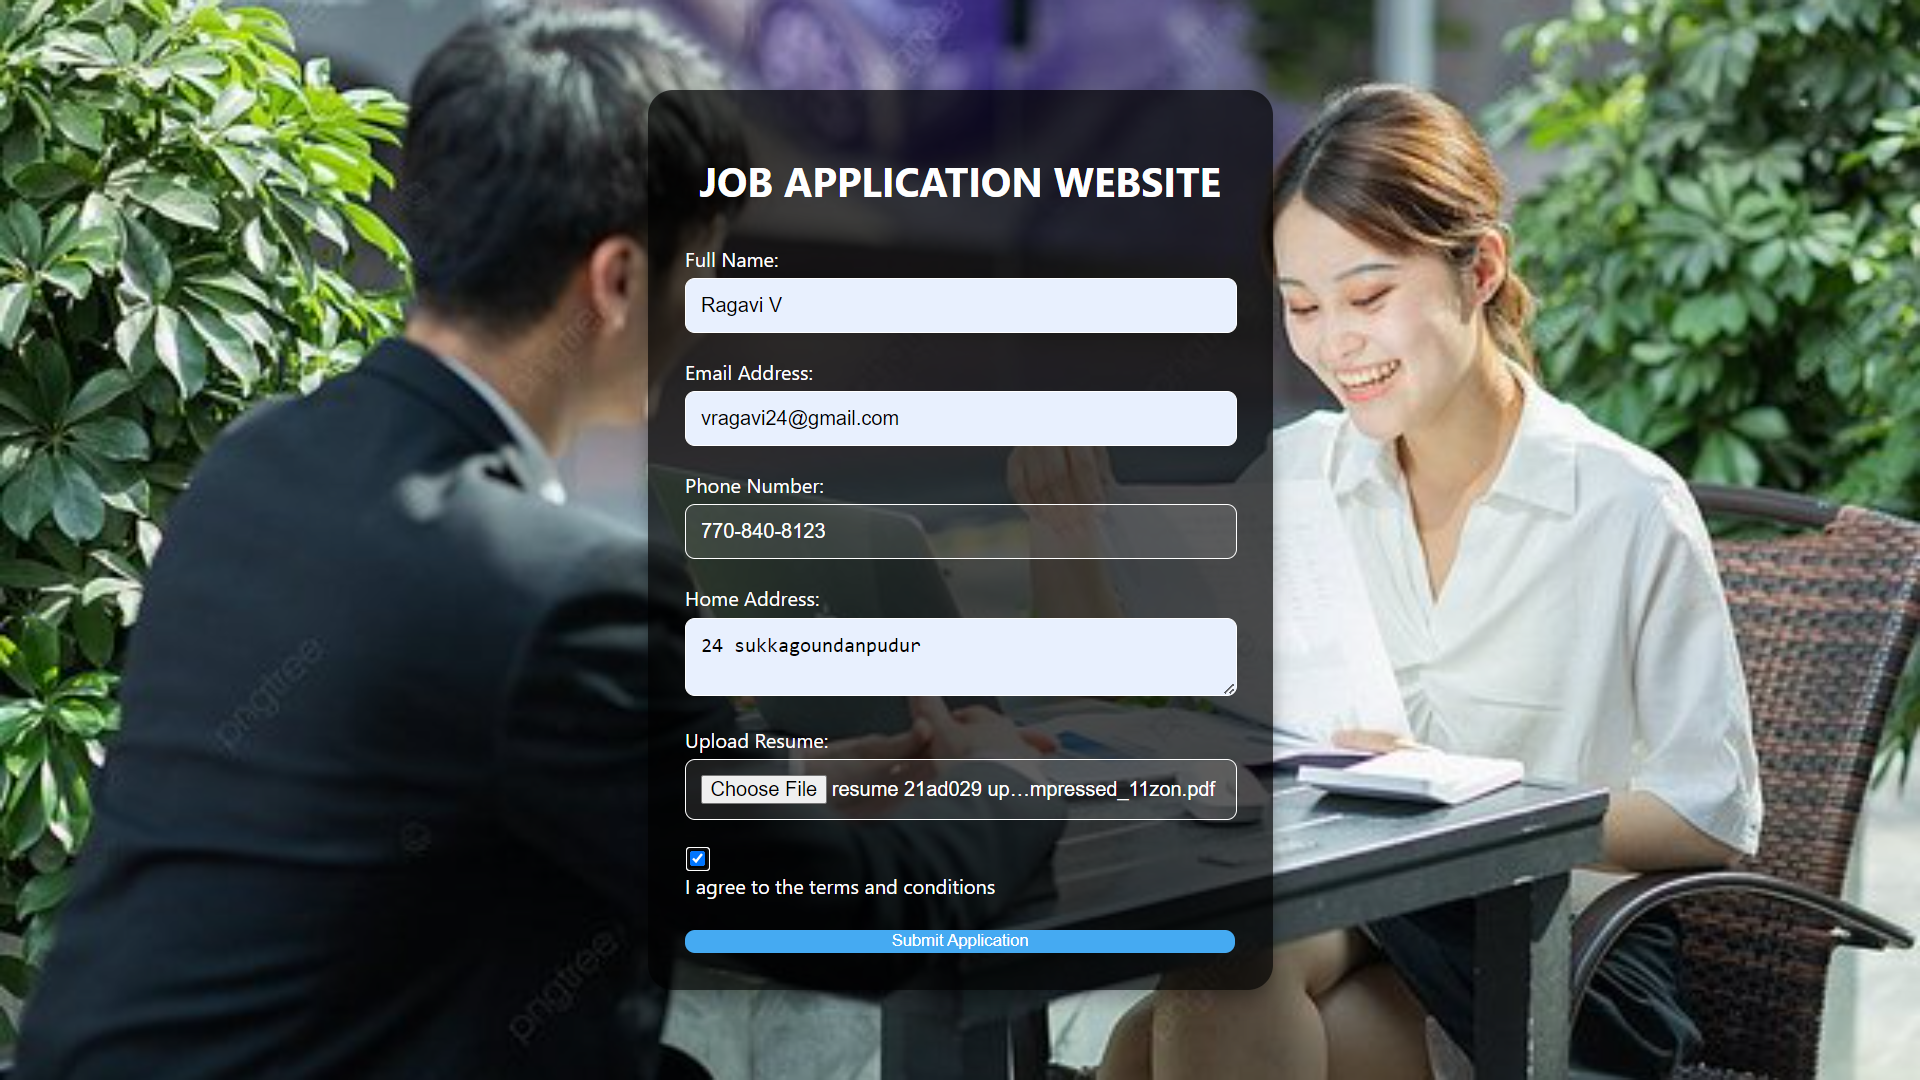 JOB APPLICATION WEBSITE
Full Name:
Ragavi V
Email Address:
vragavi24@gmail.com
Phone Number:
770-840-8123
Home Address:
24 sukkagoundanpudur
Upload Resume:
Choose File resume 21ad029 up…mpressed_11zon.pdf
I agree to the terms and conditions
Submit Application
pngtree
pngtree
pngtree